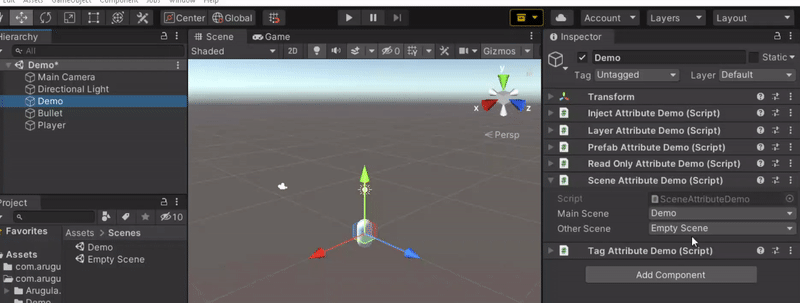 Edit Assets GameObject Component Window Help
Center Global Account Layers Layout
Hierarchy
All
Demo*
Main Camera
Directional Light
Demo
Bullet
Player
Scene Game
Shaded 2D 0 Gizmos
y
x z
Persp
Project
10
Favorites
Assets
com.arugu
com.arugu
Arugula.
Demo
Assets > Scenes
Demo
Empty Scene
Inspector
Demo Static
Tag Untagged Layer Default
Transform
Inject Attribute Demo (Script)
Layer Attribute Demo (Script)
Prefab Attribute Demo (Script)
Read Only Attribute Demo (Script)
Scene Attribute Demo (Script)
Script SceneAttributeDemo
Main Scene Demo
Other Scene Empty Scene
Tag Attribute Demo (Script)
Add Component